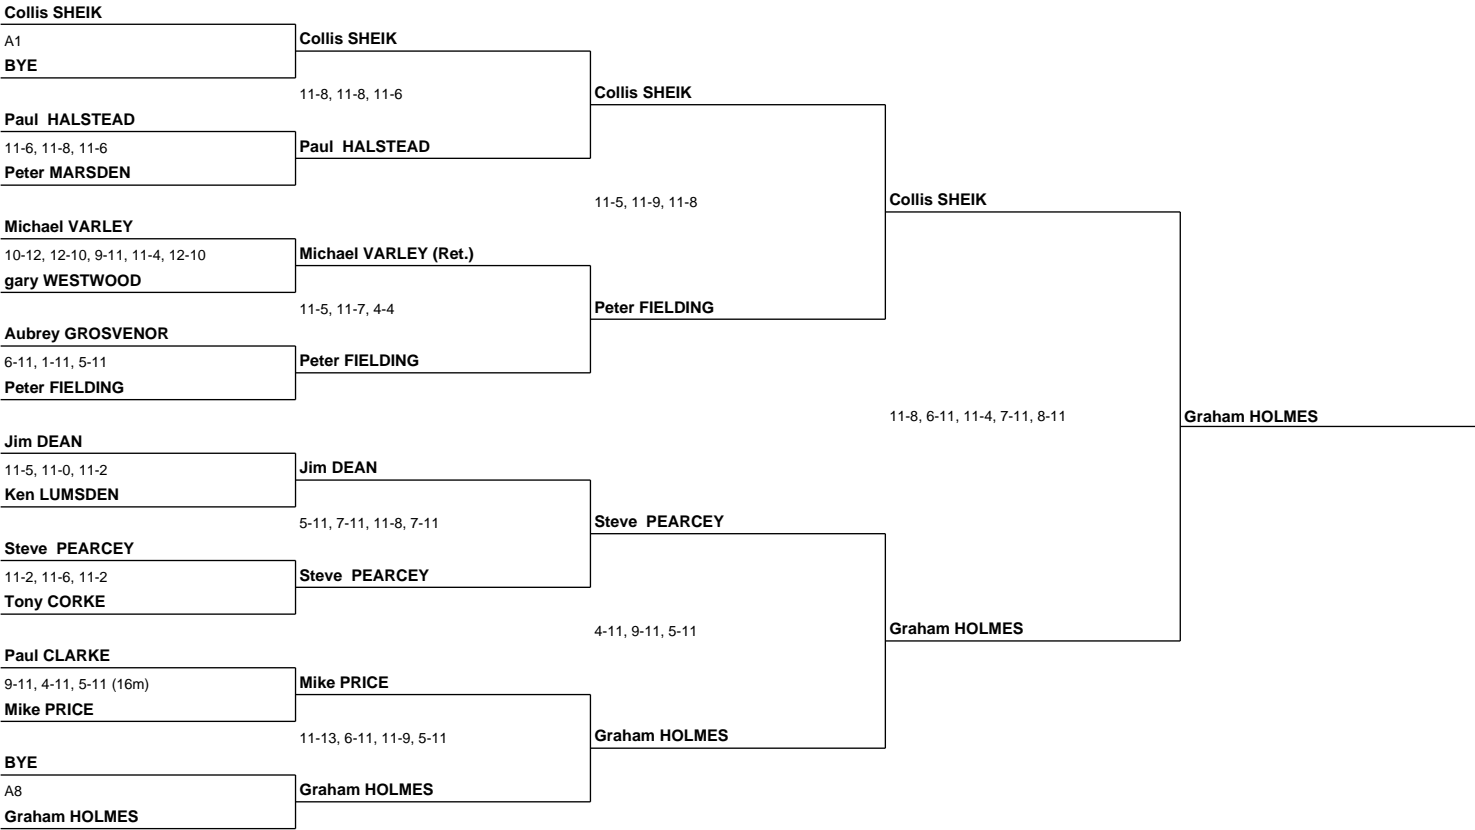 Collis SHEIK
A1
BYE
Paul  HALSTEAD
11-6, 11-8, 11-6
Peter MARSDEN
Michael VARLEY
10-12, 12-10, 9-11, 11-4, 12-10
gary WESTWOOD
Aubrey GROSVENOR
6-11, 1-11, 5-11
Peter FIELDING
Jim DEAN
11-5, 11-0, 11-2
Ken LUMSDEN
Steve  PEARCEY
11-2, 11-6, 11-2
Tony CORKE
Paul CLARKE
9-11, 4-11, 5-11 (16m)
Mike PRICE
BYE
A8
Graham HOLMES
Collis SHEIK
11-8, 11-8, 11-6
Paul  HALSTEAD
Michael VARLEY (Ret.)
11-5, 11-7, 4-4
Peter FIELDING
Jim DEAN
5-11, 7-11, 11-8, 7-11
Steve  PEARCEY
Mike PRICE
11-13, 6-11, 11-9, 5-11
Graham HOLMES
Collis SHEIK
11-5, 11-9, 11-8
Peter FIELDING
Steve  PEARCEY
4-11, 9-11, 5-11
Graham HOLMES
Collis SHEIK
11-8, 6-11, 11-4, 7-11, 8-11
Graham HOLMES
Graham HOLMES